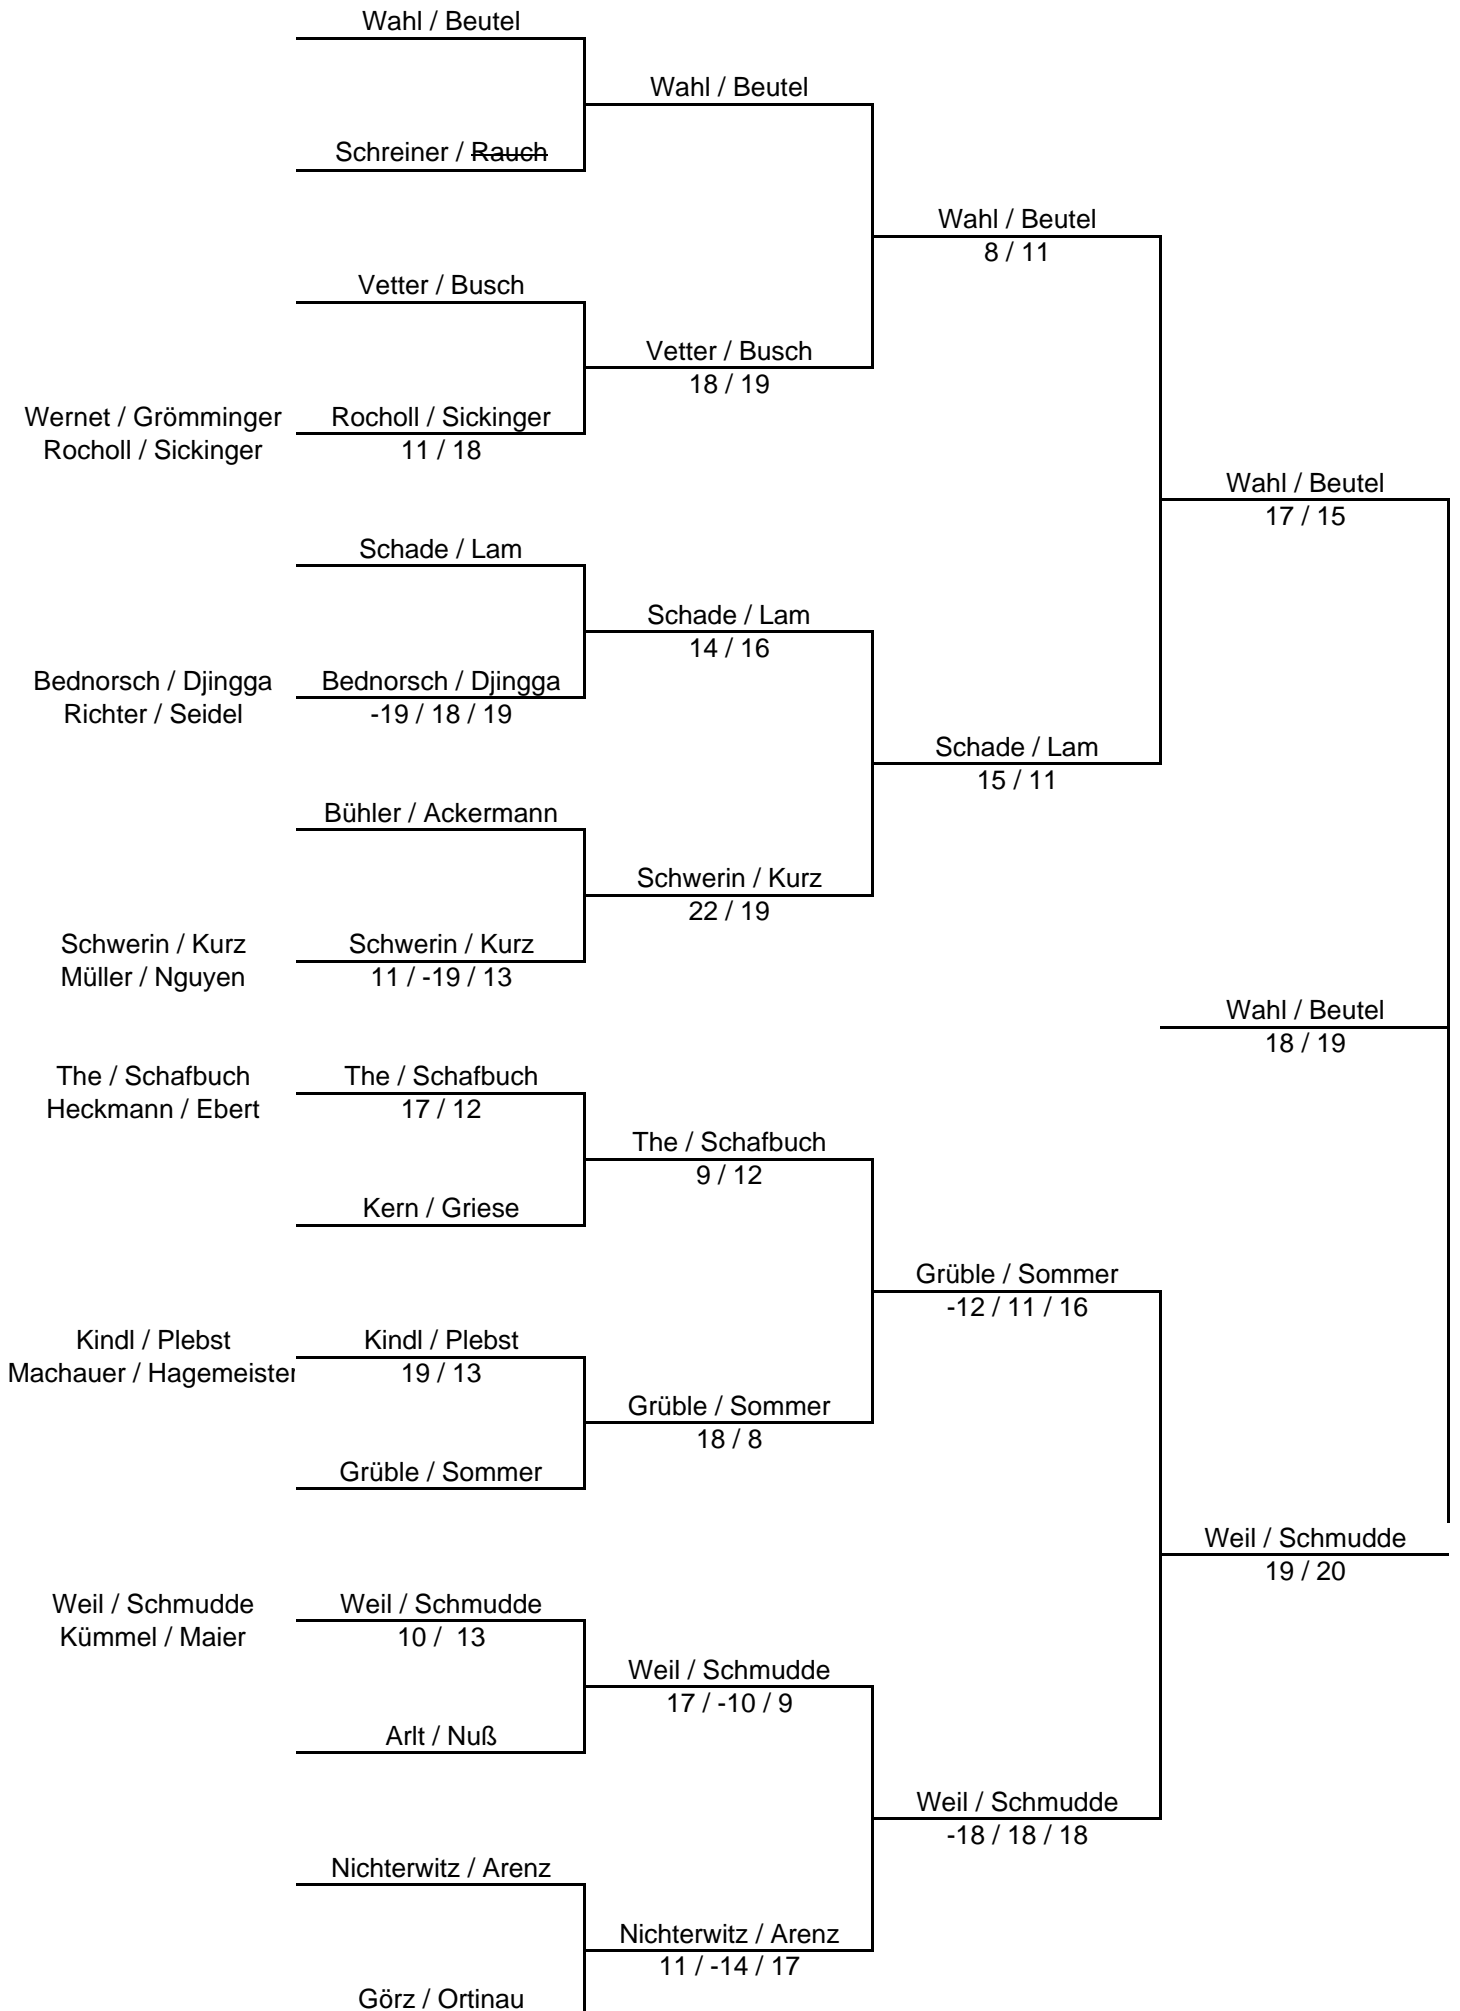 Wahl / Beutel
Wahl / Beutel
Schreiner / Rauch
Wahl / Beutel
8 / 11
Vetter / Busch
Vetter / Busch
18 / 19
Wernet / Grömminger
Rocholl / Sickinger
Rocholl / Sickinger
11 / 18
Wahl / Beutel
17 / 15
Schade / Lam
Schade / Lam
14 / 16
Bednorsch / Djingga
Richter / Seidel
Bednorsch / Djingga
-19 / 18 / 19
Schade / Lam
15 / 11
Bühler / Ackermann
Schwerin / Kurz
22 / 19
Schwerin / Kurz
Müller / Nguyen
Schwerin / Kurz
11 / -19 / 13
Wahl / Beutel
18 / 19
The / Schafbuch
Heckmann / Ebert
The / Schafbuch
17 / 12
The / Schafbuch
9 / 12
Kern / Griese
Grüble / Sommer
-12 / 11 / 16
Kindl / Plebst
Machauer / Hagemeister
Kindl / Plebst
19 / 13
Grüble / Sommer
18 / 8
Grüble / Sommer
Weil / Schmudde
19 / 20
Weil / Schmudde
Kümmel / Maier
Weil / Schmudde
10 /  13
Weil / Schmudde
17 / -10 / 9
Arlt / Nuß
Weil / Schmudde
-18 / 18 / 18
Nichterwitz / Arenz
Nichterwitz / Arenz
11 / -14 / 17
Görz / Ortinau